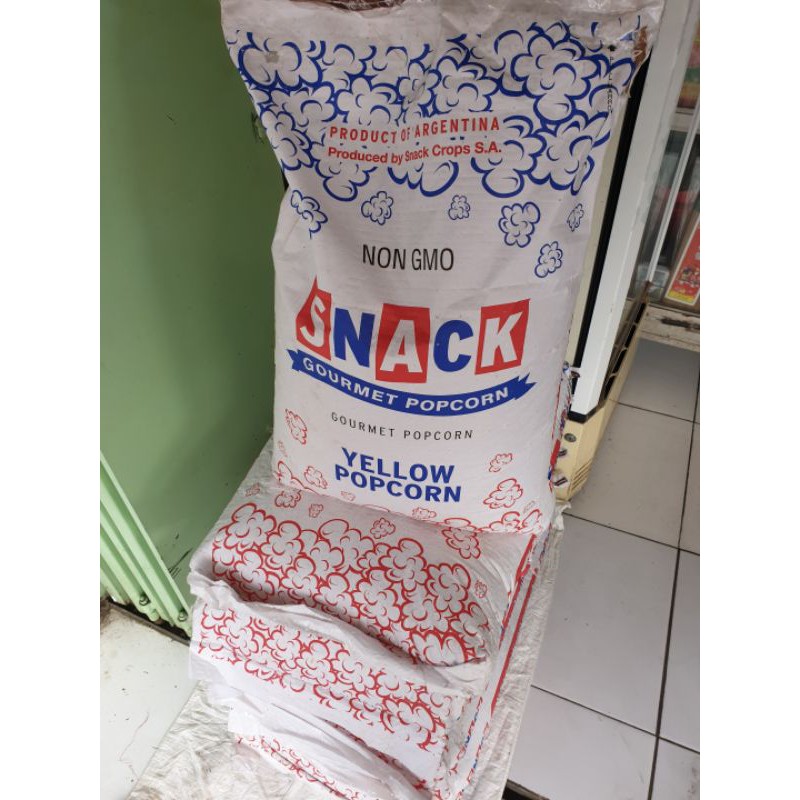 PRODUCT OF ARGENTINA
Produced by Snack Crops S.A.
NON GMO
SNACK
GOURMET POPCORN
GOURMET POPCORN
YELLOW
POPCORN